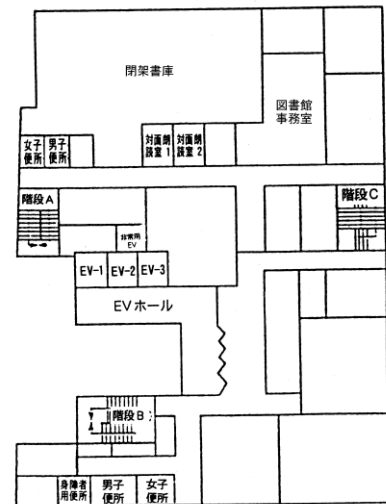 閉架書庫
図書館
事務室
女子
便所
男子
便所
対面朗
読室1
対面朗
読室2
階段A
階段C
非常用
EV
EV-1
EV-2
EV-3
EVホール
階段B
身障者
用便所
男子
便所
女子
便所